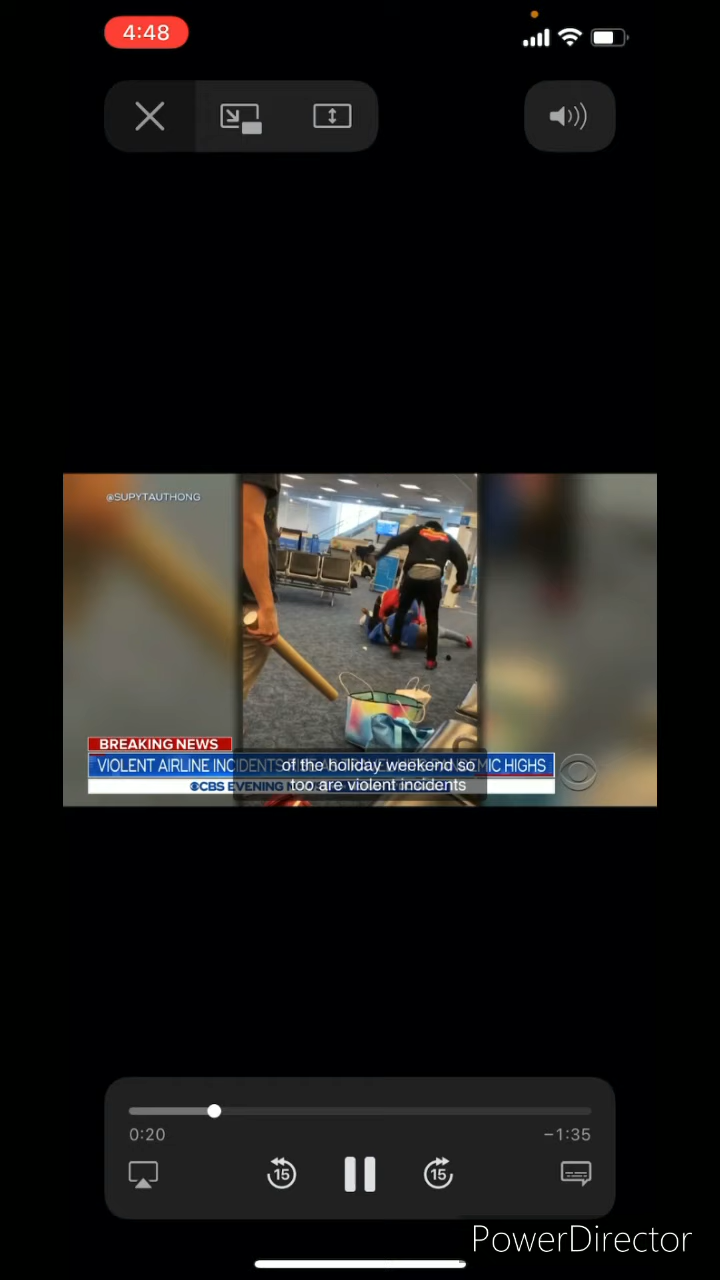 4:48
@SUPYTAUTHONG
BREAKING NEWS
VIOLENT AIRLINE INCIDENTS
MIC HIGHS
of the holiday weekend so
CBS EVENING
too are violent incidents
0:20
-1:35
15
15
PowerDirector